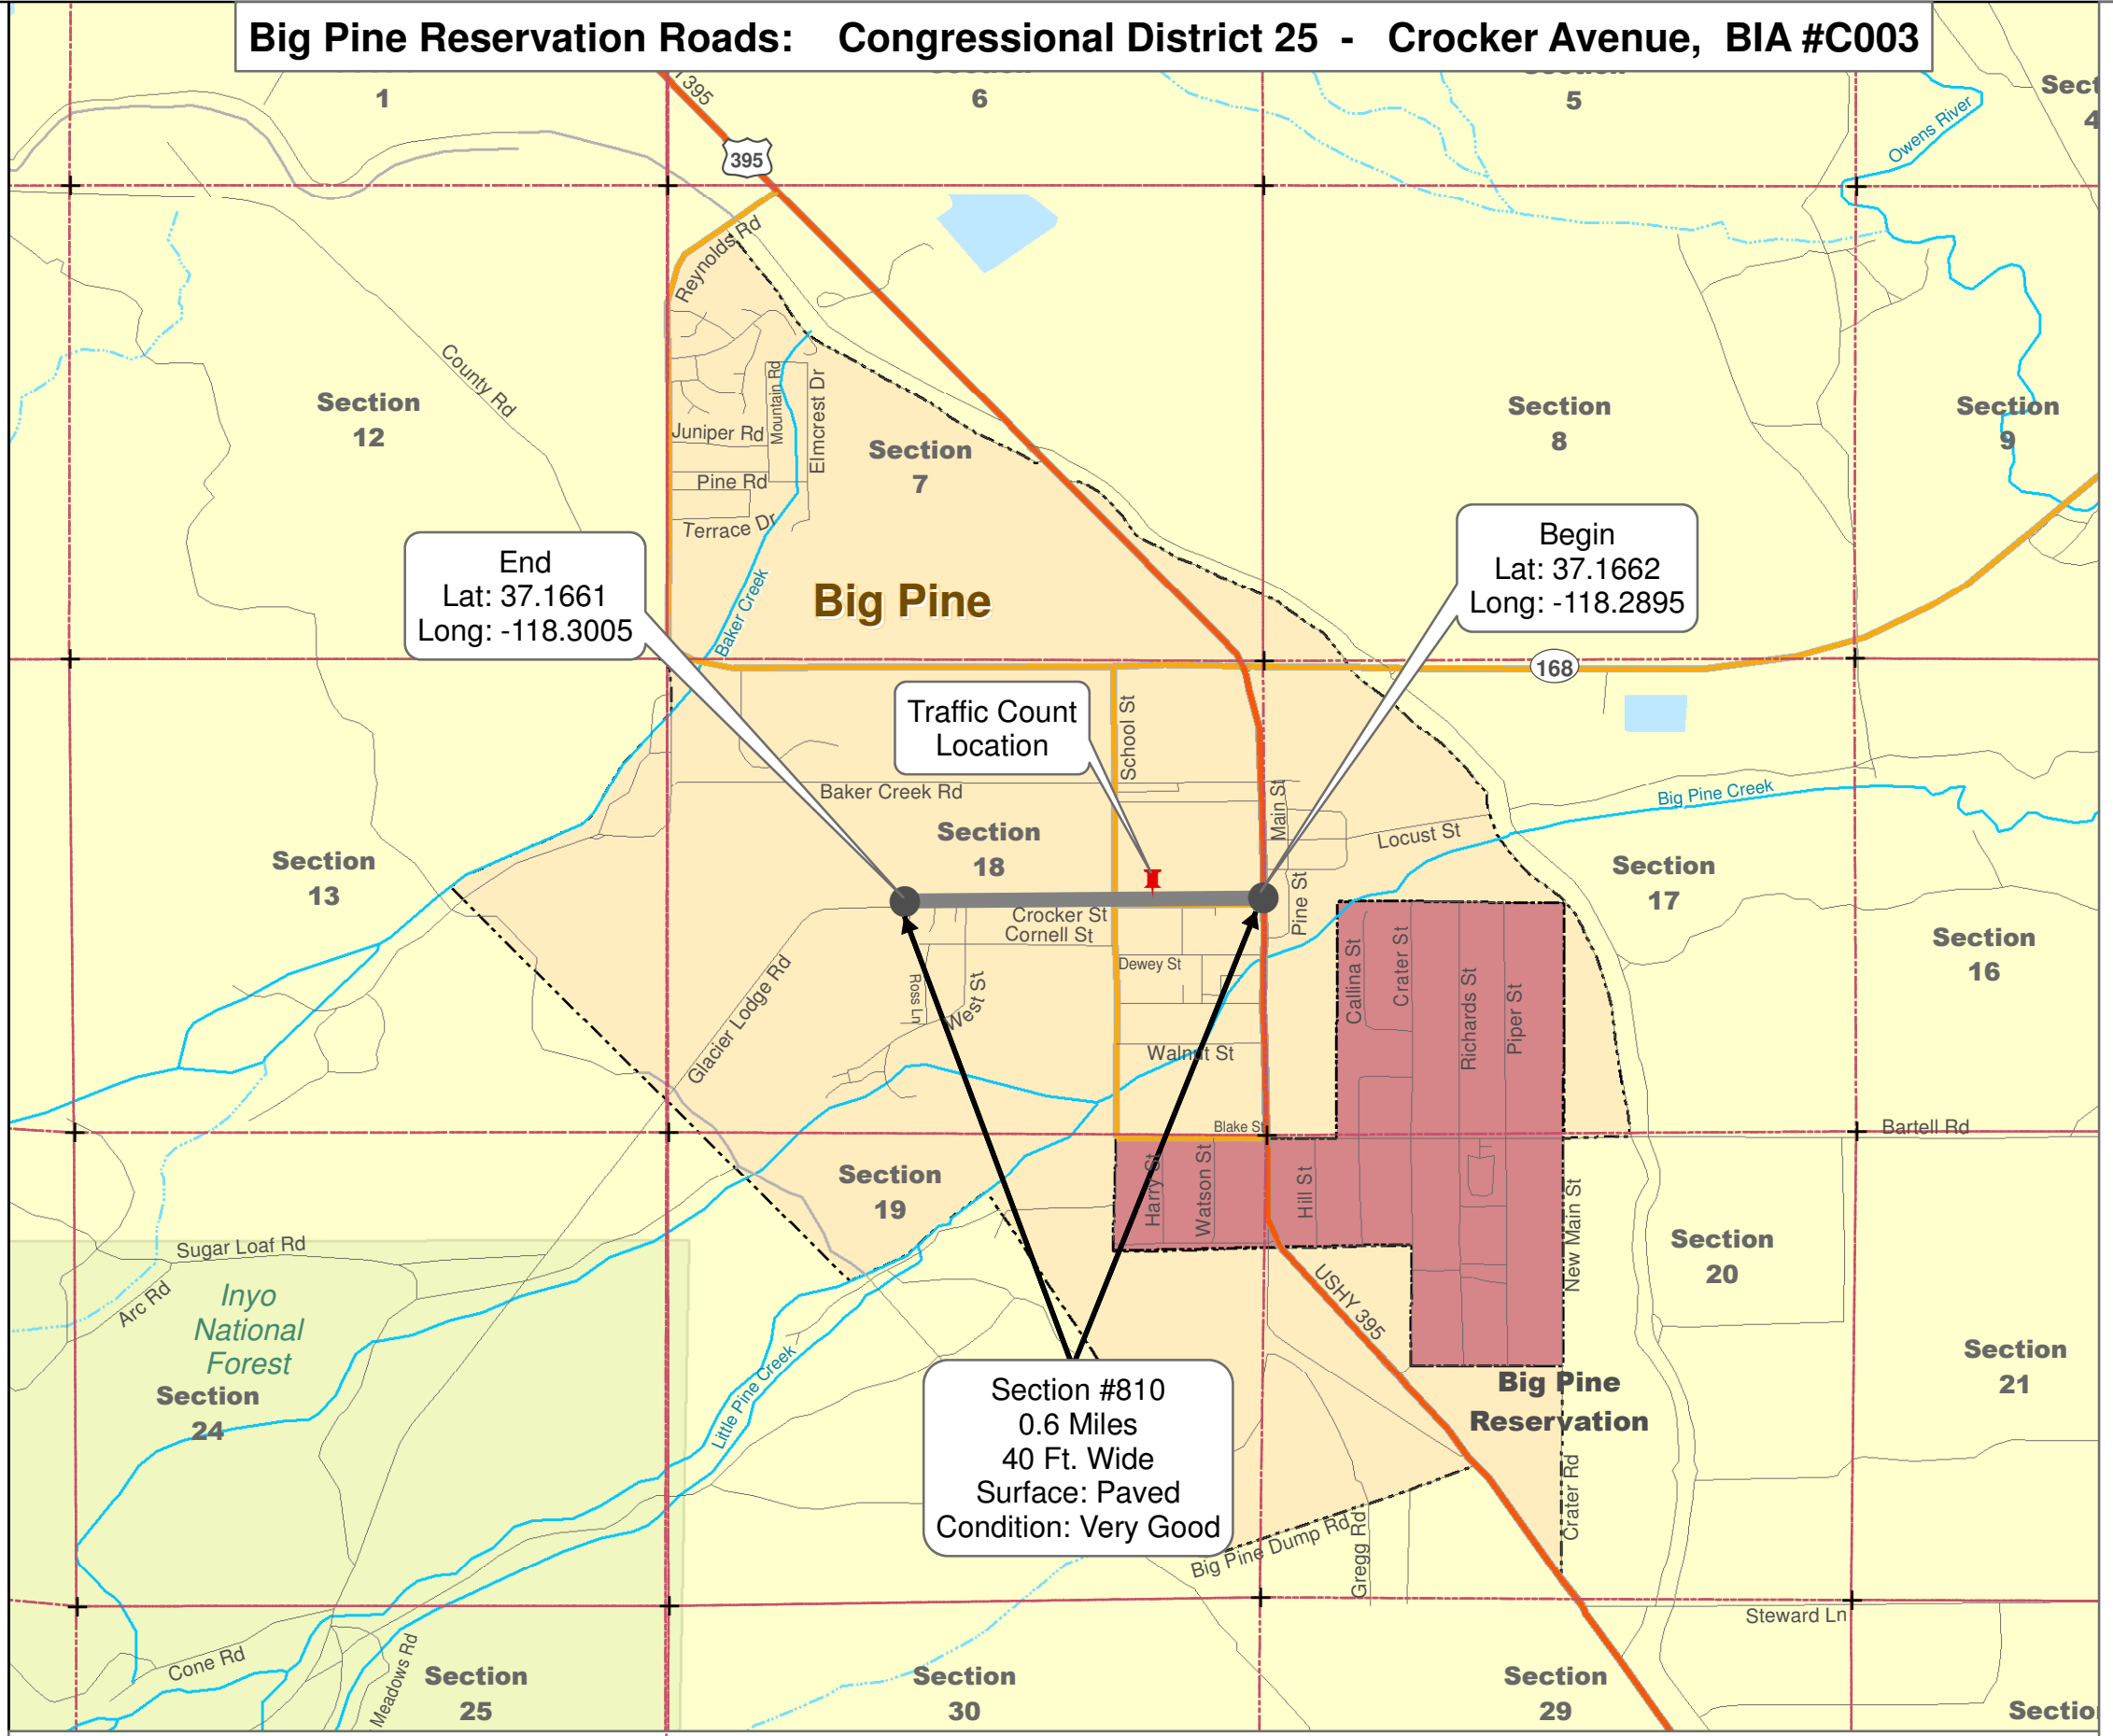 Big Pine Reservation Roads: Congressional District 25 - Crocker Avenue, BIA #C003
1
6
5
Sect
4
395
395
Owens River
Reynolds Rd
County Rd
Section
12
Juniper Rd
Mountain Rd
Elmcrest Dr
Pine Rd
Terrace Dr
Section
7
Section
8
Section
9
End
Lat: 37.1661
Long: -118.3005
Begin
Lat: 37.1662
Long: -118.2895
Baker Creek
Big Pine
168
Traffic Count
Location
School St
Main St
Baker Creek Rd
Big Pine Creek
Locust St
Section
18
Section
13
Section
17
Section
16
Crocker St
Cornell St
Pine St
Dewey St
Ross Ln
West St
Glacier Lodge Rd
Walnut St
Callina St
Crater St
Richards St
Piper St
Blake St
Bartell Rd
Harry St
Watson St
Hill St
New Main St
Section
19
Section
20
Sugar Loaf Rd
Arc Rd
Inyo
National
Forest
Section
24
USHY 395
Little Pine Creek
Section
21
Big Pine
Reservation
Section #810
0.6 Miles
40 Ft. Wide
Surface: Paved
Condition: Very Good
Crater Rd
Big Pine Dump Rd
Gregg Rd
Steward Ln
Cone Rd
Meadows Rd
Section
25
Section
30
Section
29
Sectio